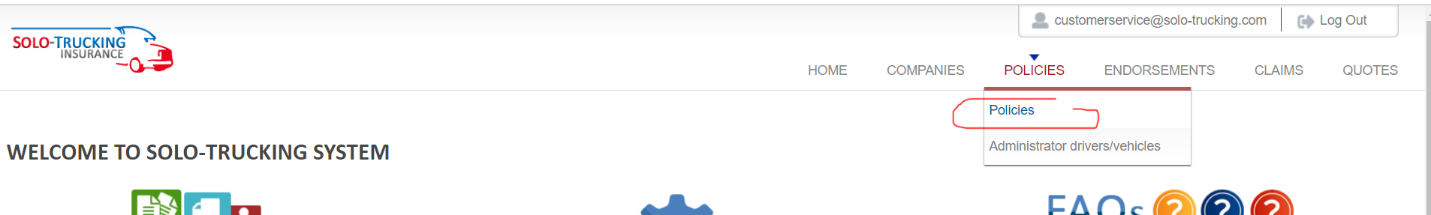 customerservice@solo-trucking.com Log Out
SOLO-TRUCKING
INSURANCE
HOME COMPANIES POLICIES ENDORSEMENTS CLAIMS QUOTES
Policies
Administrator drivers/vehicles
WELCOME TO SOLO-TRUCKING SYSTEM
FAQs ? ? ?